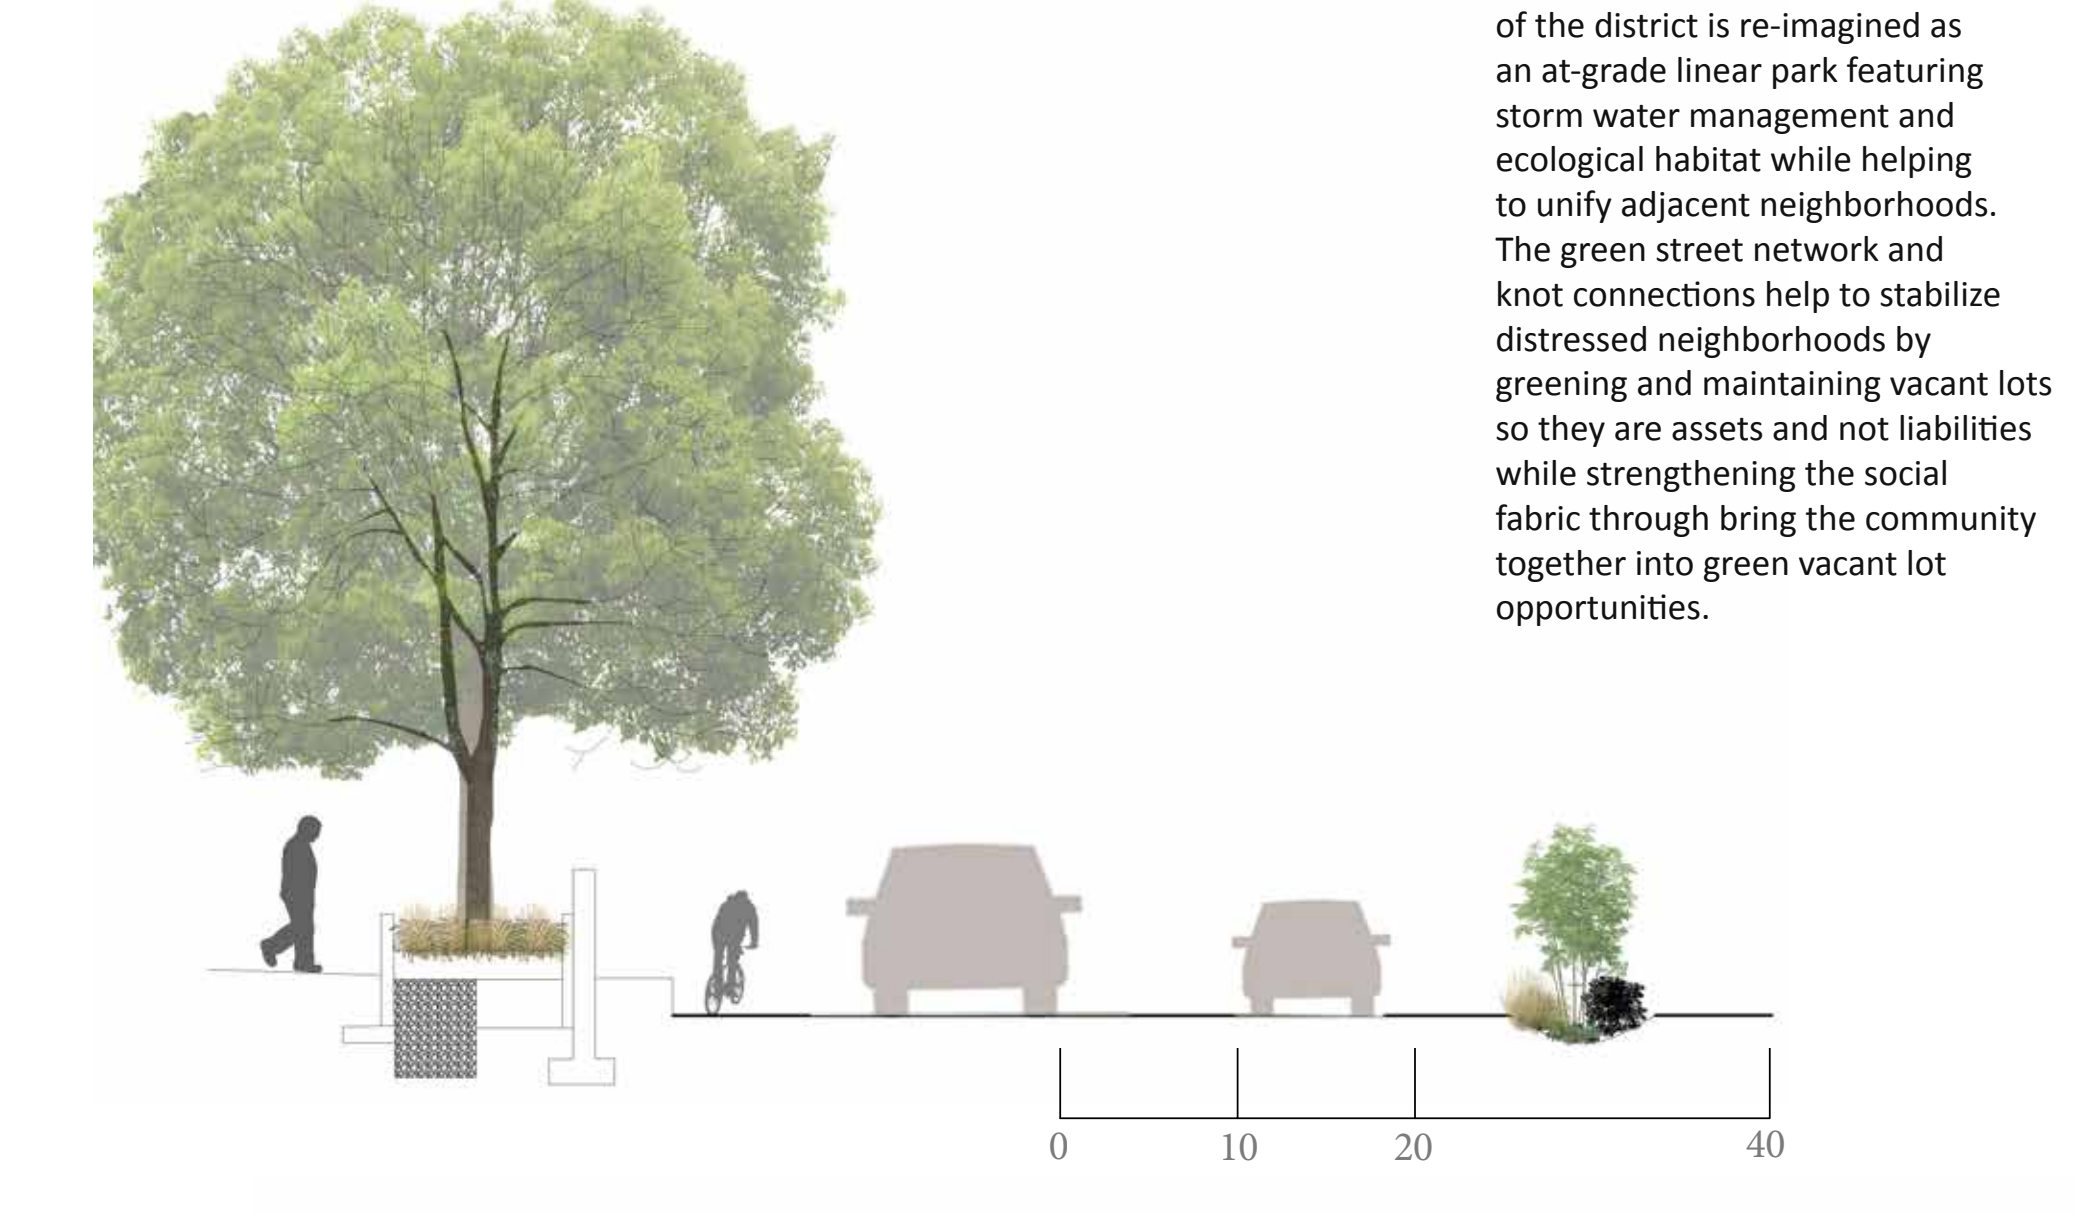 of the district is re-imagined as
an at-grade linear park featuring
storm water management and
ecological habitat while helping
to unify adjacent neighborhoods.
The green street network and
knot connections help to stabilize
distressed neighborhoods by
greening and maintaining vacant lots
so they are assets and not liabilities
while strengthening the social
fabric through bring the community
together into green vacant lot
opportunities.
0 10 20 40